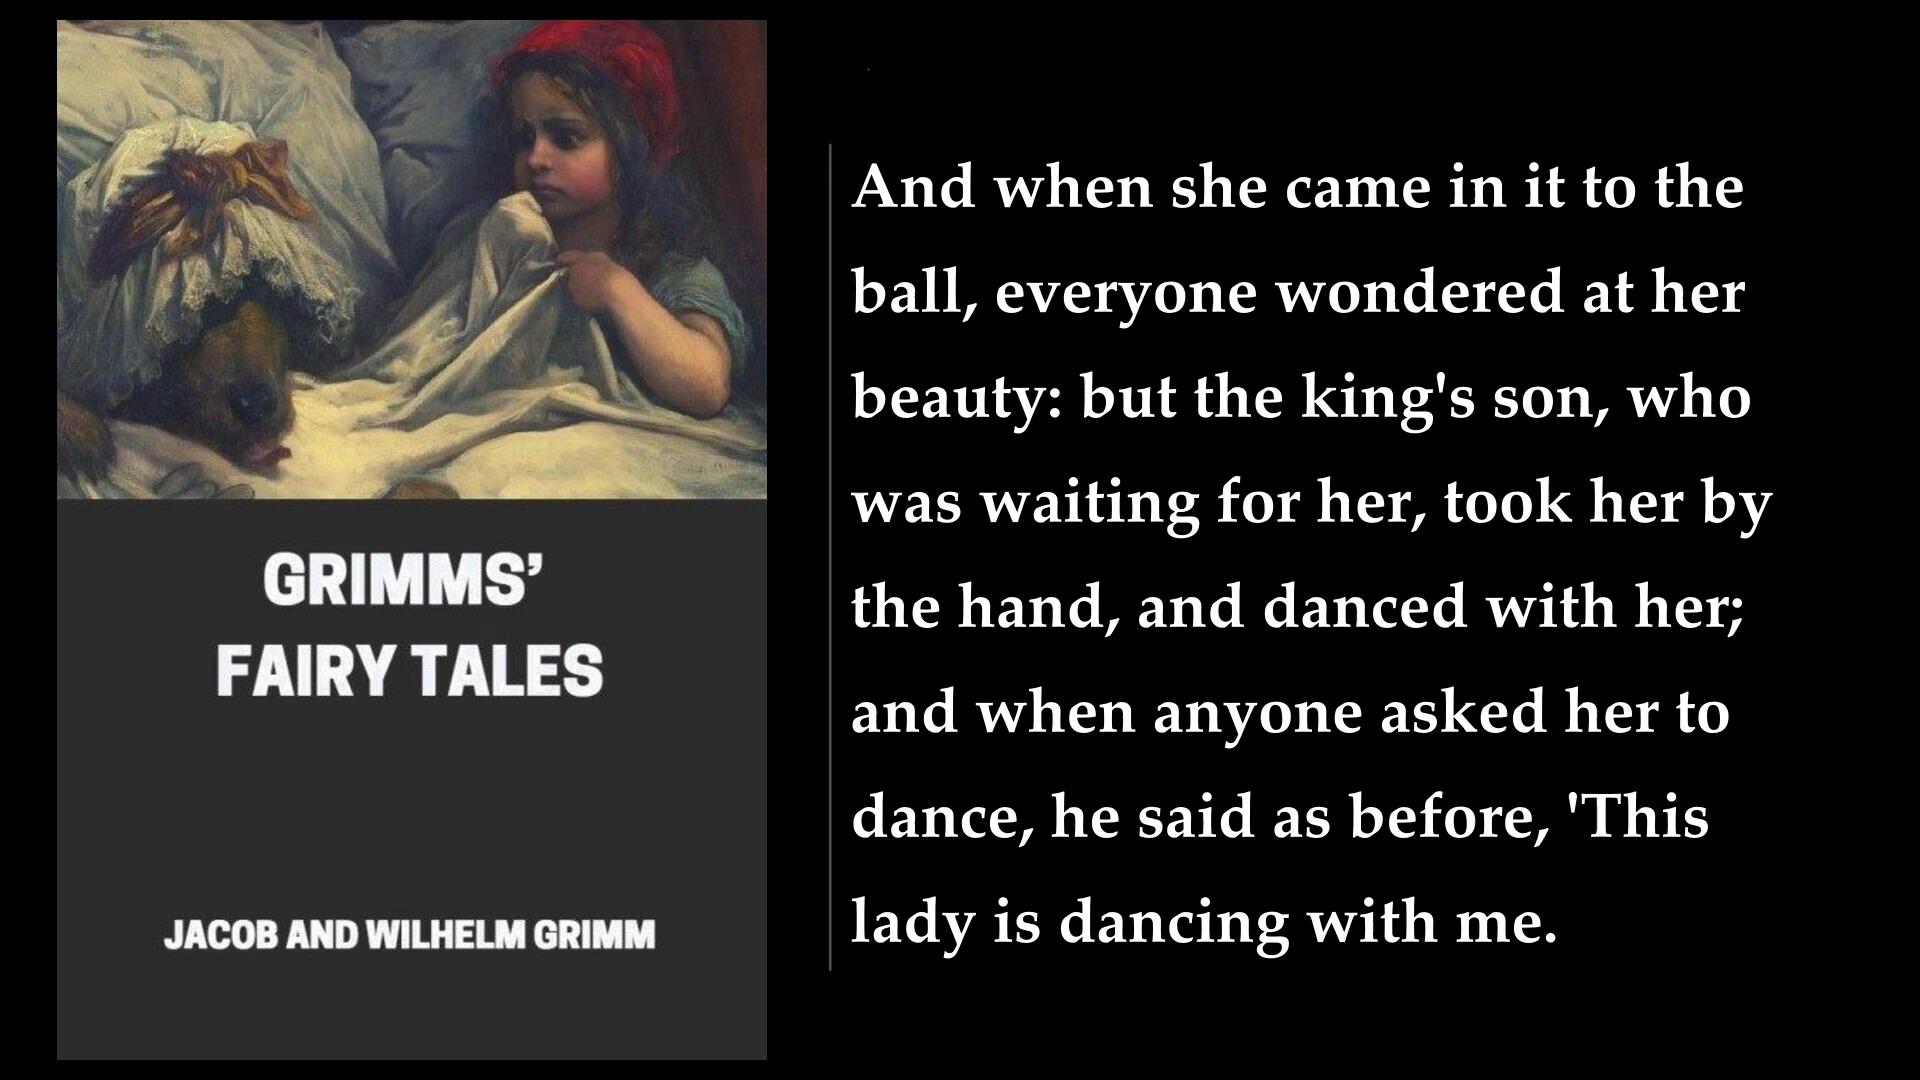 GRIMMS’
FAIRY TALES
JACOB AND WILHELM GRIMM
And when she came in it to the
ball, everyone wondered at her
beauty: but the king's son, who
was waiting for her, took her by
the hand, and danced with her;
and when anyone asked her to
dance, he said as before, 'This
lady is dancing with me.